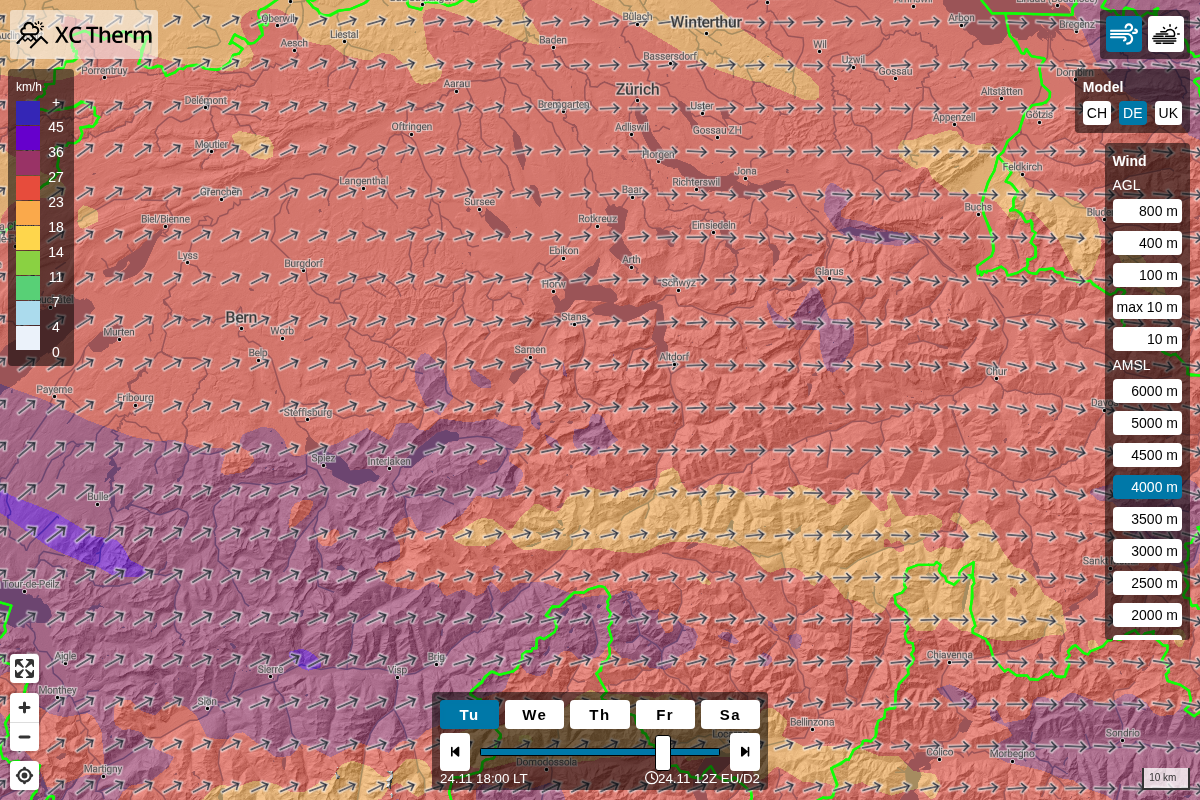 XC Therm
km/h
+
45
36
27
23
18
14
11
7
4
0
Model
CH DE UK
Wind
AGL
800 m
400 m
100 m
max 10 m
10 m
AMSL
6000 m
5000 m
4500 m
4000 m
3500 m
3000 m
2500 m
2000 m
Oberwil
Liestal
Aesch
Bülach
Winterthur
Baden
Bassersdorf
Wil
Uzwil
Gossau
Arbon
Bregenz
Dornbirn
Porrentruy
Delémont
Aarau
Zürich
Bremgarten
Uster
Altstätten
Götzis
Appenzell
Moutier
Oftringen
Adliswil
Gossau ZH
Horgen
Feldkirch
Grenchen
Langenthal
Jona
Richterswil
Baar
Sursee
Buchs
Biel/Bienne
Rotkreuz
Einsiedeln
Lyss
Burgdorf
Ebikon
Arth
Glarus
Horw
Schwyz
Bern
Murten
Worb
Stans
Belp
Sarnen
Altdorf
Chur
Payerne
Fribourg
Steffisburg
Spiez
Interlaken
Bulle
Tour-de-Peilz
Aigle
Sierre
Visp
Brig
Chiavenna
Monthey
Sion
Bellinzona
Sondrio
Colico
Morbegno
Martigny
Domodossola
Tu We Th Fr Sa
24.11 18:00 LT
24.11 12Z EU/D2
10 km